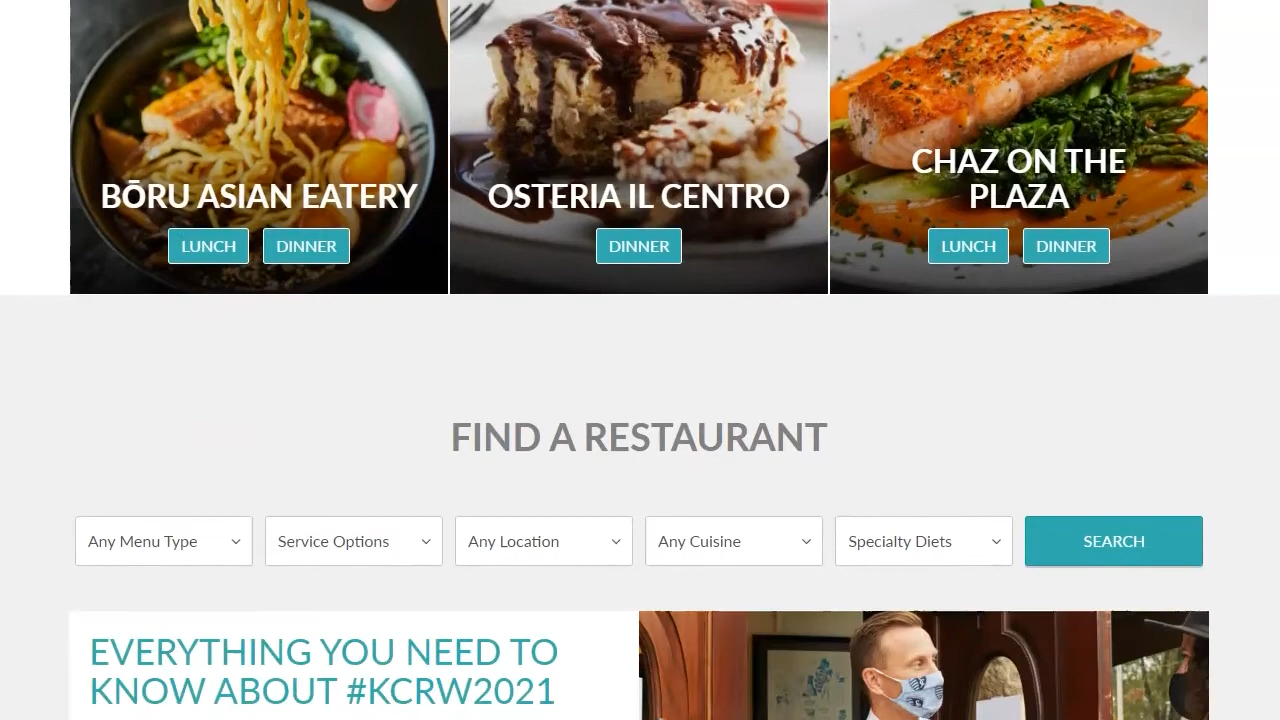 BŌRU ASIAN EATERY
LUNCH DINNER
OSTERIA IL CENTRO
DINNER
CHAZ ON THE
PLAZA
LUNCH DINNER
FIND A RESTAURANT
Any Menu Type
Service Options
Any Location
Any Cuisine
Specialty Diets
SEARCH
EVERYTHING YOU NEED TO
KNOW ABOUT #KCRW2021